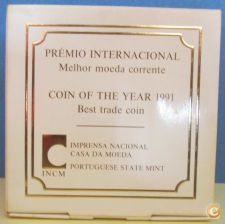 PRÉMIO INTERNACIONAL
Melhor moeda corrente
COIN OF THE YEAR 1991
Best trade coin
IMPRENSA NACIONAL
CASA DA MOEDA
PORTUGUESE STATE MINT
INCM